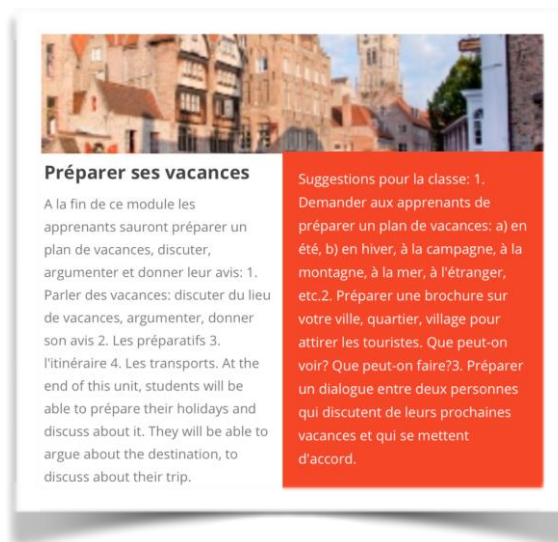 Préparer ses vacances
A la fin de ce module les
apprenants sauront préparer un
plan de vacances, discuter,
argumenter et donner leur avis: 1.
Parler des vacances: discuter du lieu
de vacances, argumenter, donner
son avis 2. Les préparatifs 3.
l'itinéraire 4. Les transports. At the
end of this unit, students will be
able to prépare their holidays and
discuss about it. They will be able to
argue about the destination, to
discuss about their trip.
Suggestions pour la classe: 1.
Demander aux apprenants de
préparer un plan de vacances: a) en
été, b) en hiver, à la campagne, à la
montagne, à la mer, à l'étranger,
etc.2. Préparer une brochure sur
votre ville, quartier, village pour
attirer les touristes. Que peut-on
voir? Que peut-on faire?3. Préparer
un dialogue entre deux personnes
qui discutent de leurs prochaines
vacances et qui se mettent
d'accord.